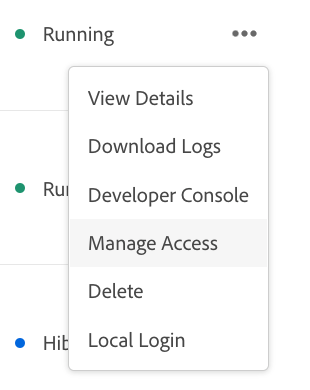 Running
View Details
Download Logs
Developer Console
Manage Access
Delete
Local Login